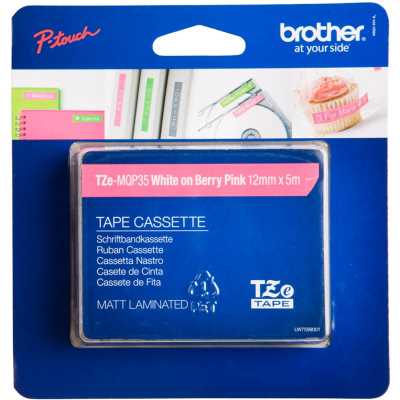 P-touch
brother
at your side
TZe-MQP35 White on Berry Pink 12mm x 5m
TAPE CASSETTE
Schriftbandkassette
Ruban Cassette
Cassetta Nastro
Casete de Cinta
Cassete de Fita
MATT LAMINATED
PET
TZe
TAPE